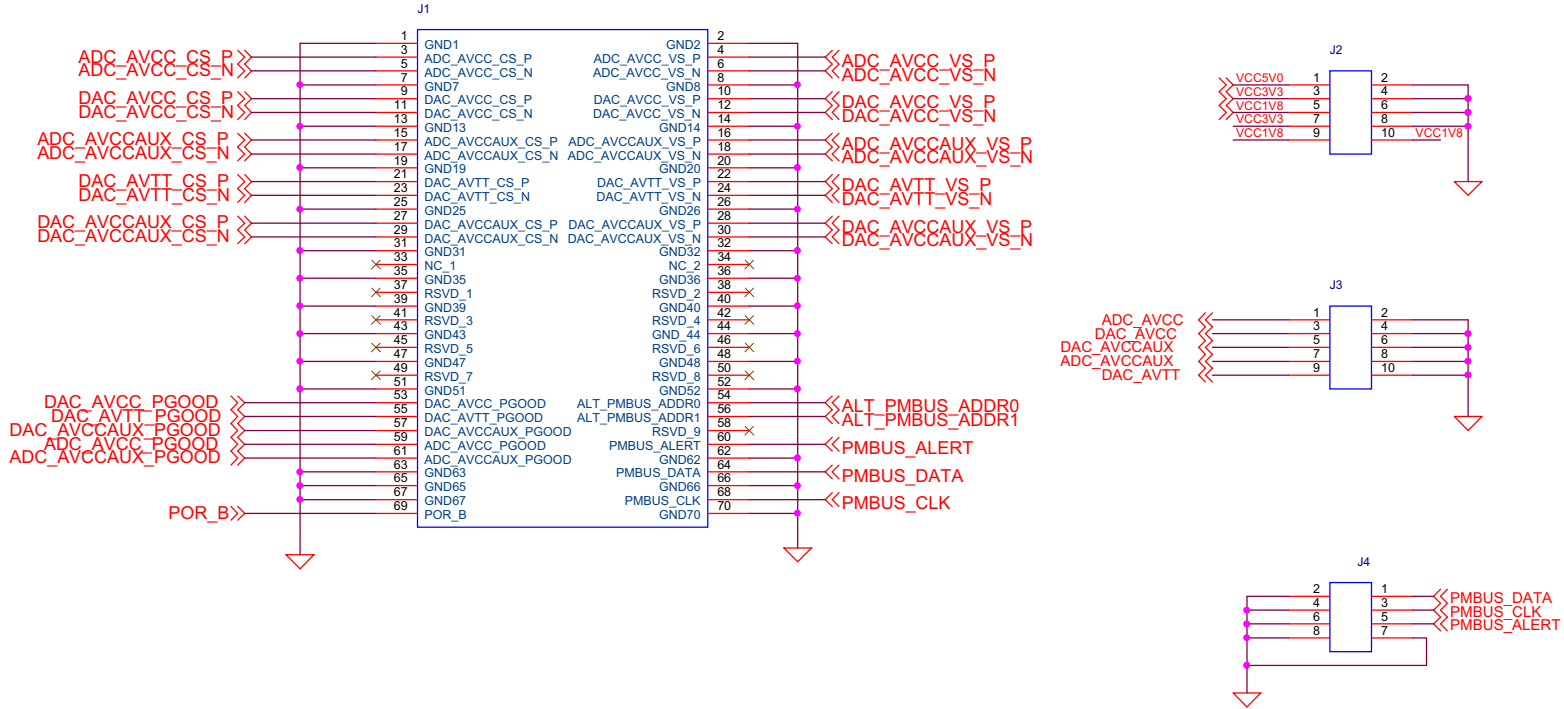 J1
1 GND1 GND2 2
ADC_AVCC_CS_P 3 ADC_AVCC_CS_P ADC_AVCC_VS_P 4 ADC_AVCC_VS_P
ADC_AVCC_CS_N 5 ADC_AVCC_CS_N ADC_AVCC_VS_N 6 ADC_AVCC_VS_N
7 GND7 GND8 8
DAC_AVCC_CS_P 9 DAC_AVCC_CS_P DAC_AVCC_VS_P 10 DAC_AVCC_VS_P
DAC_AVCC_CS_N 11 DAC_AVCC_CS_N DAC_AVCC_VS_N 12 DAC_AVCC_VS_N
13 GND13 GND14 14
ADC_AVCCAUX_CS_P 15 ADC_AVCCAUX_CS_P ADC_AVCCAUX_VS_P 16 ADC_AVCCAUX_VS_P
ADC_AVCCAUX_CS_N 17 ADC_AVCCAUX_CS_N ADC_AVCCAUX_VS_N 18 ADC_AVCCAUX_VS_N
19 GND19 GND20 20
DAC_AVTT_CS_P 21 DAC_AVTT_CS_P DAC_AVTT_VS_P 22 DAC_AVTT_VS_P
DAC_AVTT_CS_N 23 DAC_AVTT_CS_N DAC_AVTT_VS_N 24 DAC_AVTT_VS_N
25 GND25 GND26 26
DAC_AVCCAUX_CS_P 27 DAC_AVCCAUX_CS_P DAC_AVCCAUX_VS_P 28 DAC_AVCCAUX_VS_P
DAC_AVCCAUX_CS_N 29 DAC_AVCCAUX_CS_N DAC_AVCCAUX_VS_N 30 DAC_AVCCAUX_VS_N
31 GND31 GND32 32
33 NC_1 NC_2 34
35 GND35 GND36 36
37 RSVD_1 RSVD_2 38
39 GND39 GND40 40
41 RSVD_3 RSVD_4 42
43 GND43 GND_44 44
45 RSVD_5 RSVD_6 46
47 GND47 GND48 48
49 RSVD_7 RSVD_8 50
51 GND51 GND52 52
DAC_AVCC_PGOOD 53 DAC_AVCC_PGOOD ALT_PMBUS_ADDR0 54 ALT_PMBUS_ADDR0
DAC_AVTT_PGOOD 55 DAC_AVTT_PGOOD ALT_PMBUS_ADDR1 56 ALT_PMBUS_ADDR1
DAC_AVCCAUX_PGOOD 57 DAC_AVCCAUX_PGOOD RSVD_9 58
ADC_AVCC_PGOOD 59 ADC_AVCC_PGOOD PMBUS_ALERT 60 PMBUS_ALERT
ADC_AVCCAUX_PGOOD 61 ADC_AVCCAUX_PGOOD GND62 62
63 GND63 PMBUS_DATA 64 PMBUS_DATA
65 GND65 GND66 66
67 GND67 PMBUS_CLK 68 PMBUS_CLK
POR_B 69 POR_B GND70 70
J2
VCC5V0 1 2
VCC3V3 3 4
VCC1V8 5 6
VCC3V3 7 8
VCC1V8 9 10 VCC1V8
J3
ADC_AVCC 1 2
DAC_AVCC 3 4
DAC_AVCCAUX 5 6
ADC_AVCCAUX 7 8
DAC_AVTT 9 10
J4
2 1 PMBUS_DATA
4 3 PMBUS_CLK
6 5 PMBUS_ALERT
8 7